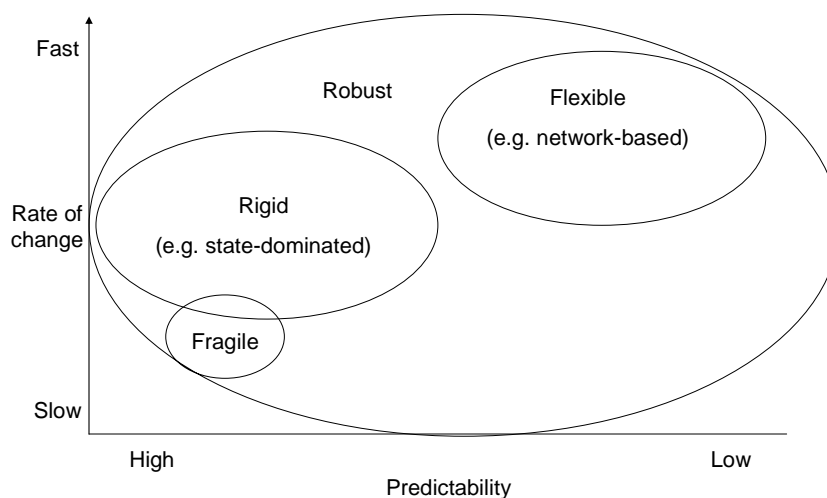 Fast
Robust
Flexible
(e.g. network-based)
Rate of
change
Rigid
(e.g. state-dominated)
Fragile
Slow
High
Low
Predictability